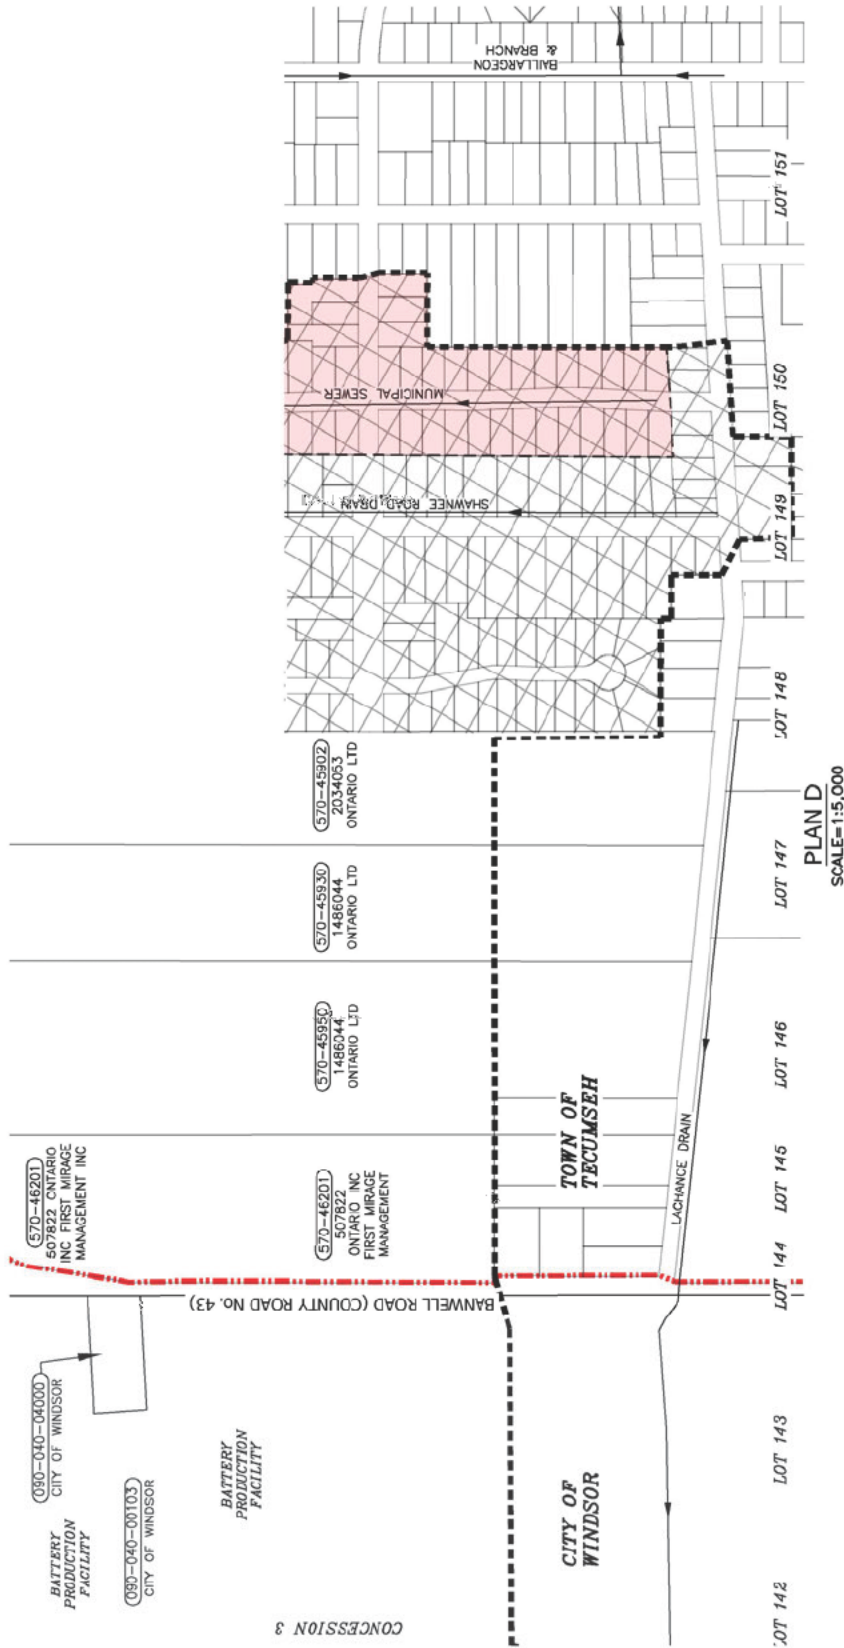 BAILLARGEON
& BRANCH
LOT 151
MUNICIPAL SEWER
LOT 150
SHAWNEE ROAD DRAIN
LOT 149
LOT 148
570-45902
2034053
ONTARIO LTD
LOT 147
570-45930
1486044
ONTARIO LTD
570-45950
1486044
ONTARIO LTD
LOT 146
TOWN OF
TECUMSEH
LACHANCE DRAIN
LOT 145
570-46201
507822 ONTARIO
INC FIRST MIRAGE
MANAGEMENT INC
570-46201
507822
ONTARIO INC
FIRST MIRAGE
MANAGEMENT
LOT 144
BANWELL ROAD (COUNTY ROAD No. 43)
090-040-04000
CITY OF WINDSOR
BATTERY
PRODUCTION
FACILITY
090-040-00103
CITY OF WINDSOR
BATTERY
PRODUCTION
FACILITY
CITY OF
WINDSOR
LOT 143
LOT 142
CONCESSION 3
PLAN D
SCALE=1:5,000